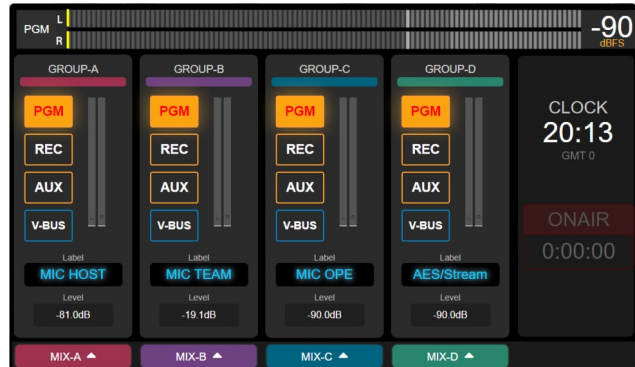 PGM L R -90
dBFS
GROUP-A GROUP-B GROUP-C GROUP-D
PGM PGM PGM PGM
REC REC REC REC
AUX AUX AUX AUX
V-BUS L R V-BUS L R V-BUS L R V-BUS L R
Label Label Label Label
MIC HOST MIC TEAM MIC OPE AES/Stream
Level Level Level Level
-81.0dB -19.1dB -90.0dB -90.0dB
MIX-A MIX-B MIX-C MIX-D
CLOCK
20:13
GMT 0
ONAIR
0:00:00